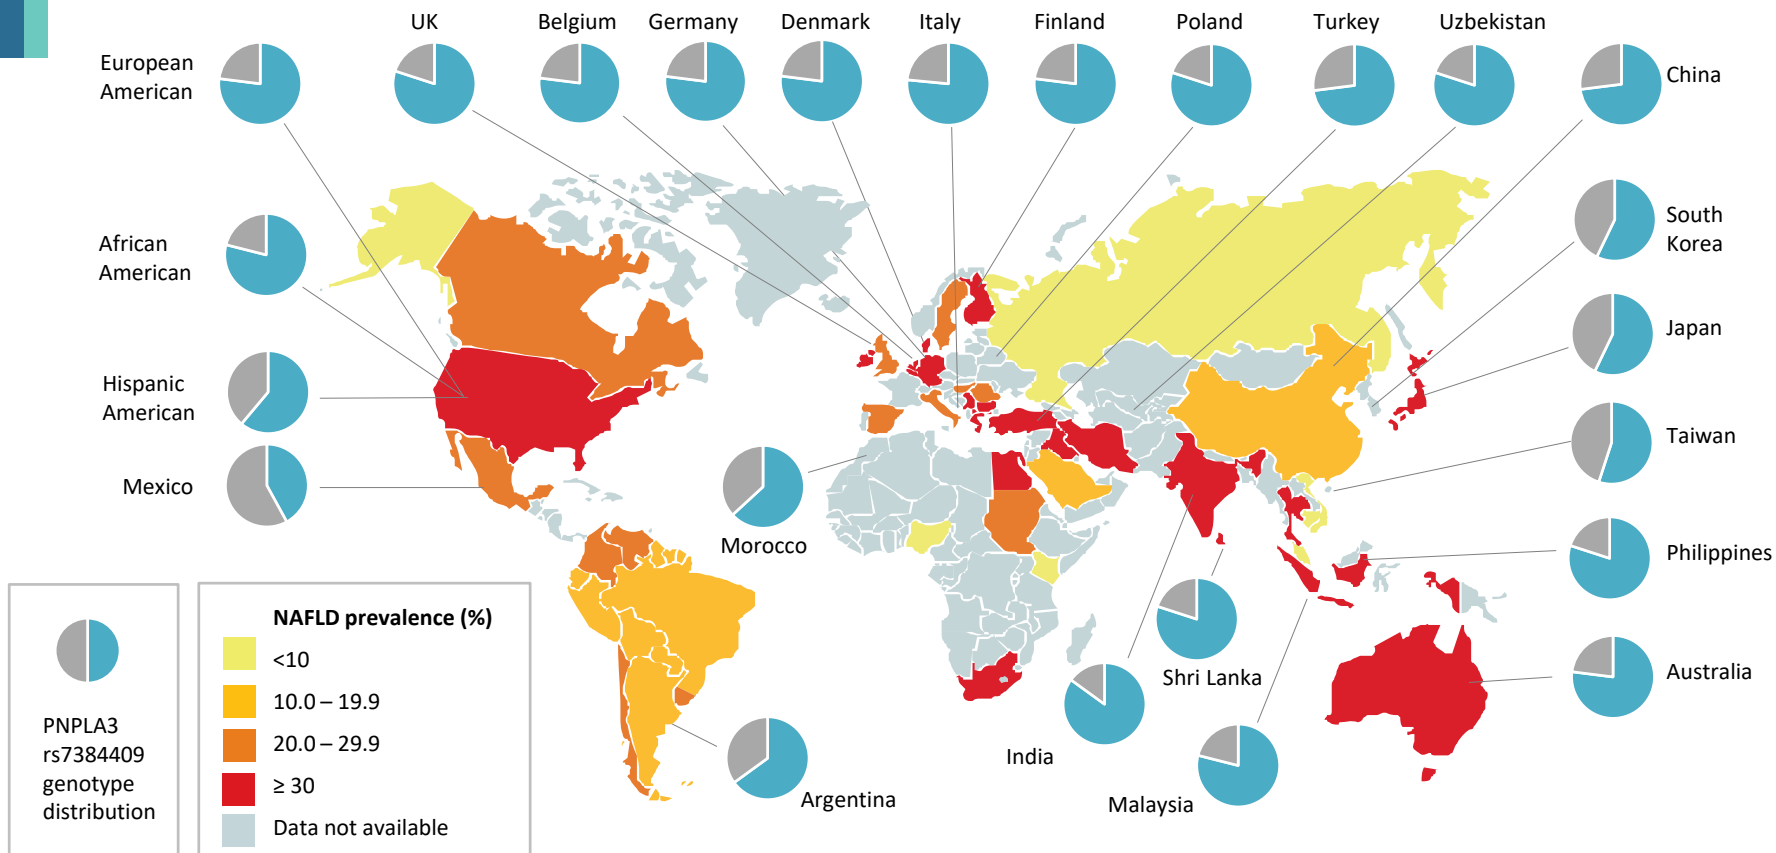 UK
Belgium
Germany
Denmark
Italy
Finland
Poland
Turkey
Uzbekistan
European
American
China
African
American
South
Korea
Japan
Hispanic
American
Taiwan
Mexico
Morocco
Philippines
Shri Lanka
Australia
India
Malaysia
Argentina
PNPLA3
rs7384409
genotype
distribution
NAFLD prevalence (%)
<10
10.0 – 19.9
20.0 – 29.9
≥ 30
Data not available